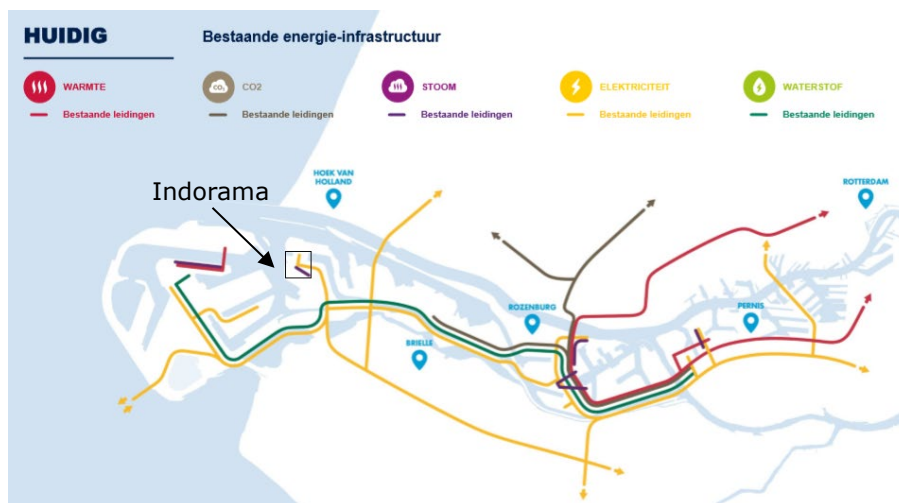 HUIDIG
Bestaande energie-infrastructuur
WARMTE
CO₂
CO2
STOOM
ELEKTRICITEIT
WATERSTOF
Bestaande leidingen
Bestaande leidingen
Bestaande leidingen
Bestaande leidingen
Bestaande leidingen
Indorama
HOEK VAN
HOLLAND
ROTTERDAM
ROZENBURG
PERNIS
BRIELLE